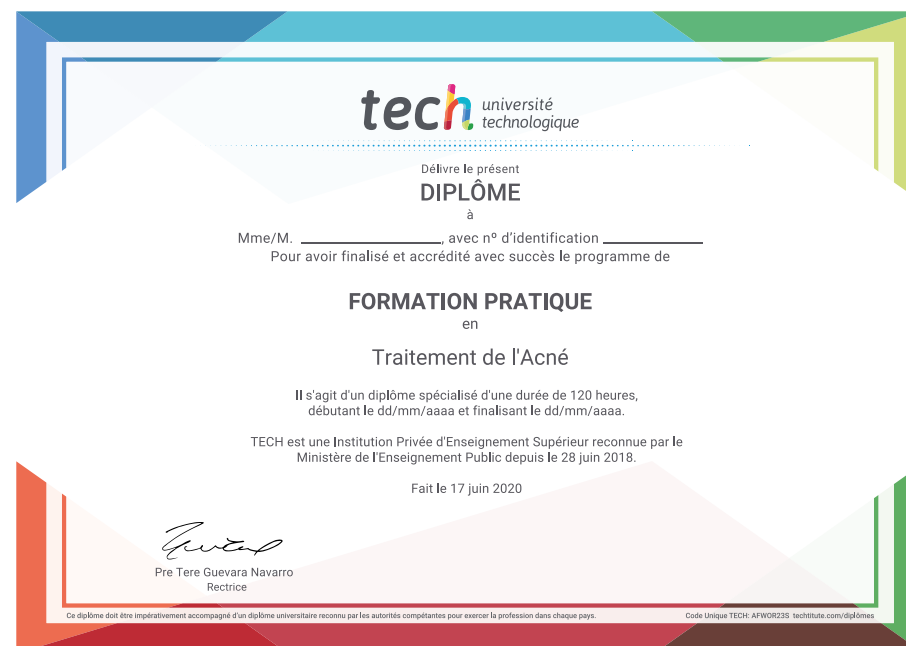 tech université
technologique
Délivre le présent
DIPLÔME
à
Mme/M. ____________________, avec nº d'identification ______________
Pour avoir finalisé et accrédité avec succès le programme de
FORMATION PRATIQUE
en
Traitement de l'Acné
Il s'agit d'un diplôme spécialisé d'une durée de 120 heures,
débutant le dd/mm/aaaa et finalisant le dd/mm/aaaa.
TECH est une Institution Privée d'Enseignement Supérieur reconnue par le
Ministère de l'Enseignement Public depuis le 28 juin 2018.
Fait le 17 juin 2020
Pre Tere Guevara Navarro
Rectrice
Ce diplôme doit être impérativement accompagné d'un diplôme universitaire reconnu par les autorités compétantes pour exercer la profession dans chaque pays.
Code Unique TECH: AFWOR23S techtitute.com/diplômes